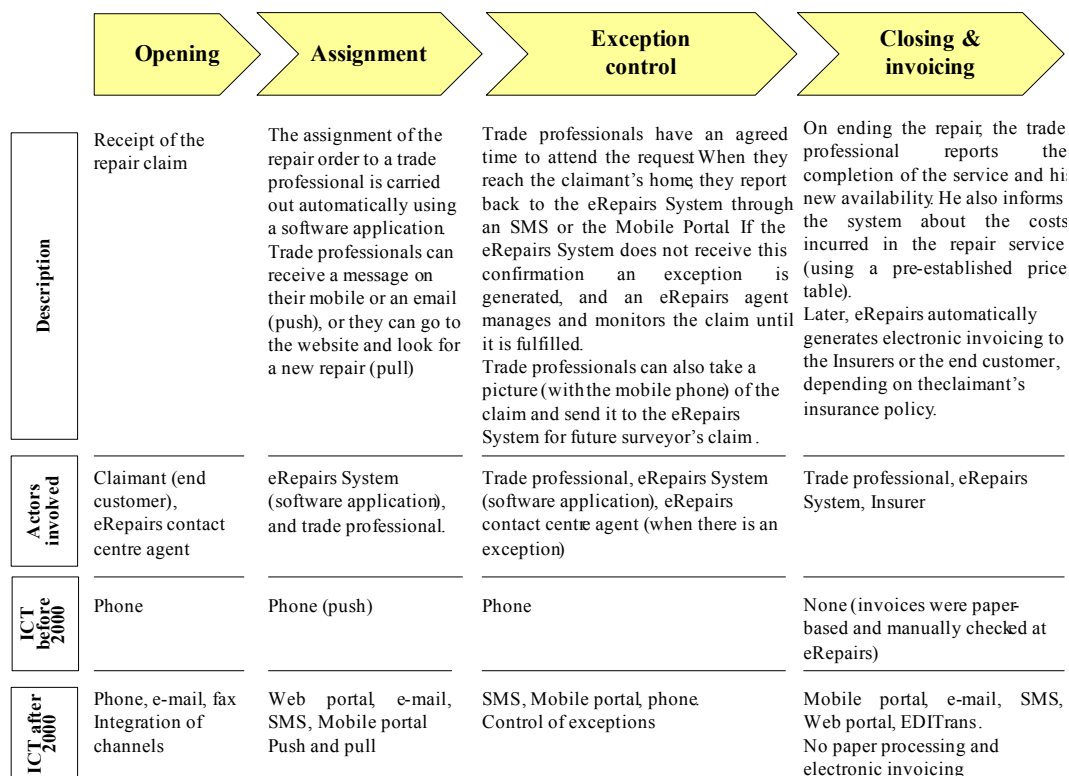 Opening
Assignment
Exception
control
Closing &
invoicing
Description
Receipt of the
repair claim
The assignment of the
repair order to a trade
professional is carried
out automatically using
a software application.
Trade professionals can
receive a message on
their mobile or an email
(push), or they can go to
the website and look for
a new repair (pull)
Trade professionals have an agreed
time to attend the request. When they
reach the claimant's home, they report
back to the eRepairs System through
an SMS or the Mobile Portal. If the
eRepairs System does not receive this
confirmation an exception is
generated, and an eRepairs agent
manages and monitors the claim until
it is fulfilled.
Trade professionals can also take a
picture (with the mobile phone) of the
claim and send it to the eRepairs
System for future surveyor's claim.
On ending the repair, the trade
professional reports the
completion of the service and his
new availability. He also informs
the system about the costs
incurred in the repair service
(using a pre-established price
table).
Later, eRepairs automatically
generates electronic invoicing to
the Insurers or the end customer,
depending on theclaimant's
insurance policy.
Actors
involved
Claimant (end
customer),
eRepairs contact
centre agent
eRepairs System
(software application),
and trade professional.
Trade professional, eRepairs System
(software application), eRepairs
contact centre agent (when there is an
exception)
Trade professional, eRepairs
System, Insurer
ICT
before
2000
Phone
Phone (push)
Phone
None (invoices were paper-
based and manually checked at
eRepairs)
ICT after
2000
Phone, e-mail, fax
Integration of
channels
Web portal, e-mail,
SMS, Mobile portal
Push and pull
SMS, Mobile portal, phone.
Control of exceptions
Mobile portal, e-mail, SMS,
Web portal, EDITrans.
No paper processing and
electronic invoicing